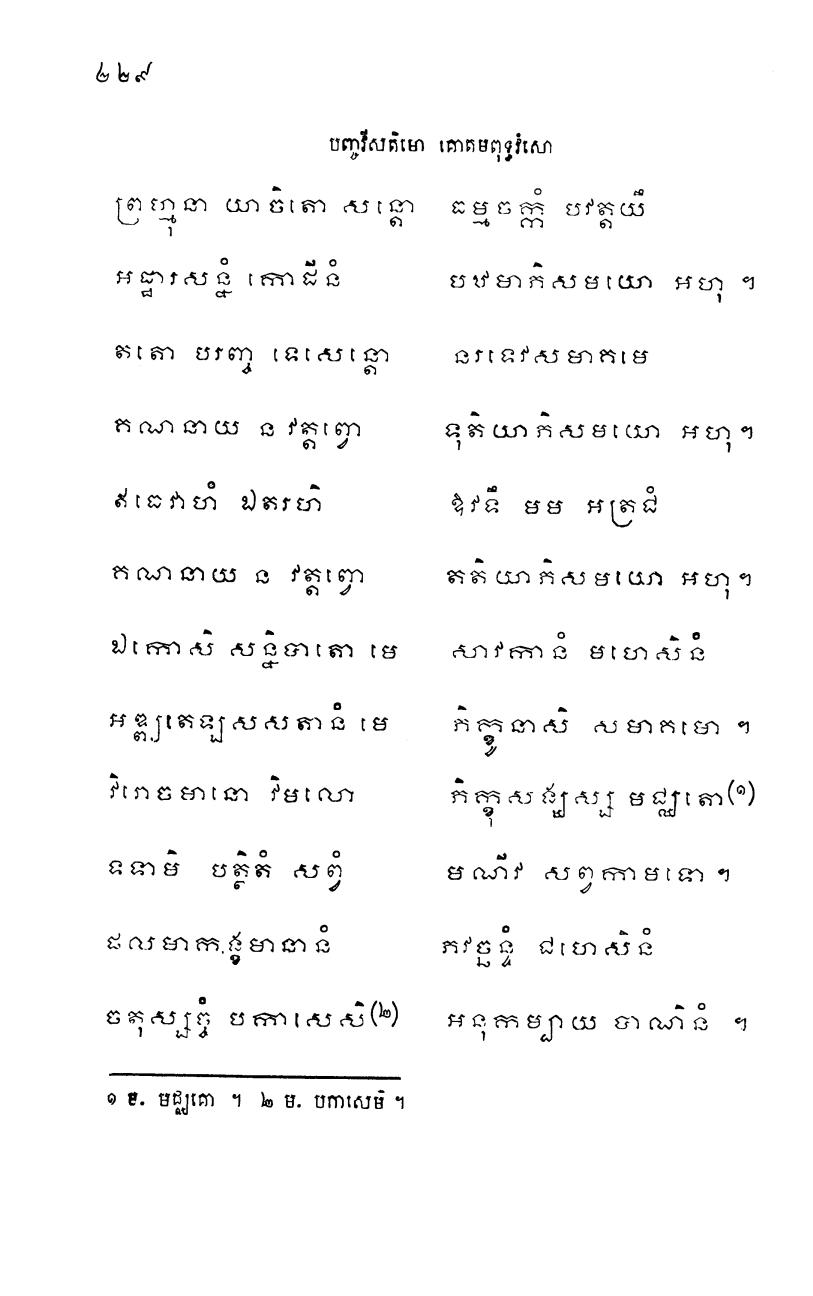 ៤២៩
បញ្ចវីសតិមោ គោតមពុទ្ធវំសោ
ព្រហ្មុនា យាចិតោ សន្តោ ធម្មចក្កំ បវត្តយឹ
អដ្ឋារសន្នំ កោដីនំ បឋមាភិសមយោ អហុ ។
តតោ បរញ្ច ទេសេន្តោ នរទេវសមាគមេ
គណនាយ ន វត្តព្វោ ទុតិយាភិសមយោ អហុ។
ឥធេវាហំ ឯតរហិ ឱវទឹ មម អត្រជំ
គណនាយ ន វត្តព្វោ តតិយាភិសមយោ អហុ។
ឯកោសិ សន្និបាតោ មេ សាវកានំ មហេសិនំ
អឌ្ឍតេឡសសតានំ មេ ភិក្ខូនាសិ សមាគមោ ។
វិរោចមានោ វិមលោ ភិក្ខុសង្ឃស្ស មជ្ឈតោ(១)
ទទាមិ បត្ថិតំ សព្វំ មណីវ សព្វកាមទោ ។
ផលមាកង្ខមានានំ ភវច្ឆន្ទំ ជហេសិនំ
ចតុស្សច្ចំ បកាសេសិ(២) អនុកម្បាយ បាណិនំ ។
១ ឱ. មជ្ឈគោ ។ ២ ម. បកាសេមិ ។